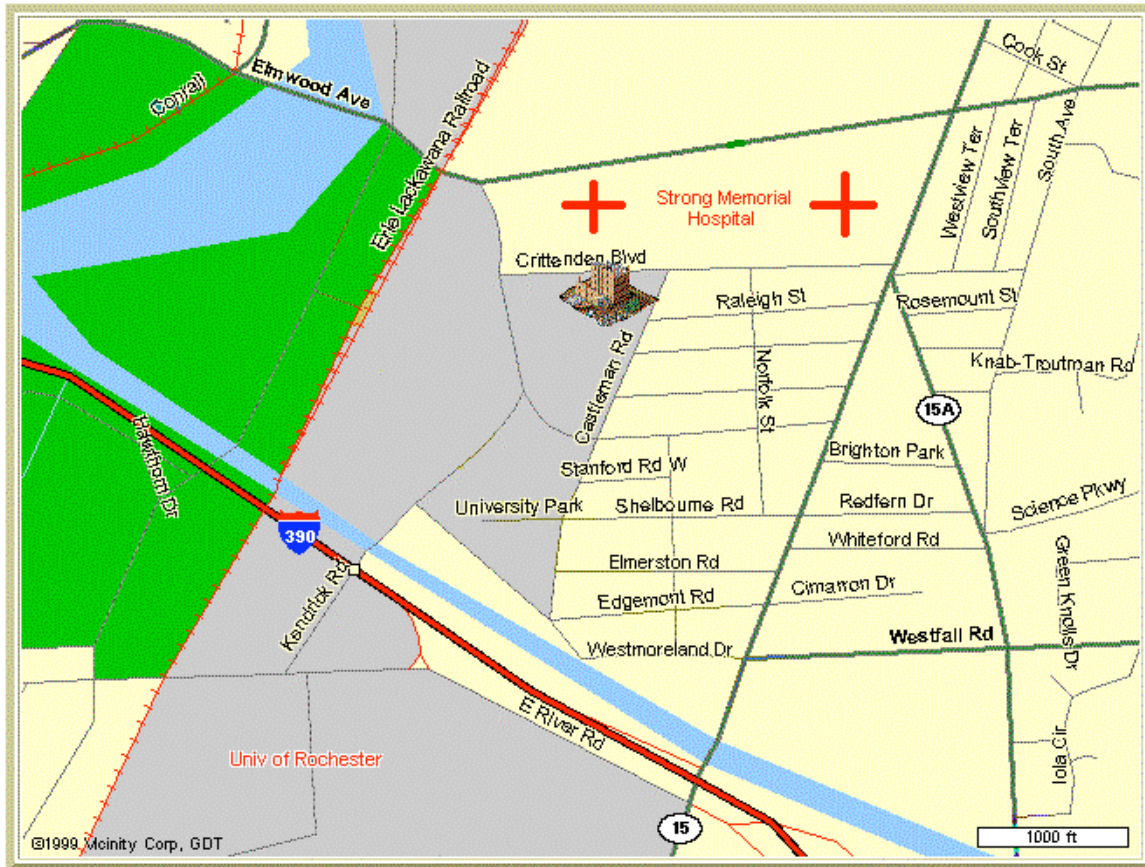 Cook St
Elmwood Ave
Conrail
Erie Lackawana Railroad
Westview Ter
Southview Ter
South Ave
Strong Memorial
Hospital
Crittenden Blvd
Raleigh St
Rosemount St
Castleman Rd
Norfolk St
Knab-Troutman Rd
15A
Hawthorn Dr
Brighton Park
Stanford Rd W
University Park
Shelbourne Rd
Redfern Dr
Science Pkwy
390
Whiteford Rd
Elmerston Rd
Kendrick Rd
Cimarron Dr
Green Knolls Dr
Edgemont Rd
Westfall Rd
Westmoreland Dr
E River Rd
Univ of Rochester
Iola Cir
15
1000 ft
©1999 Vicinity Corp, GDT